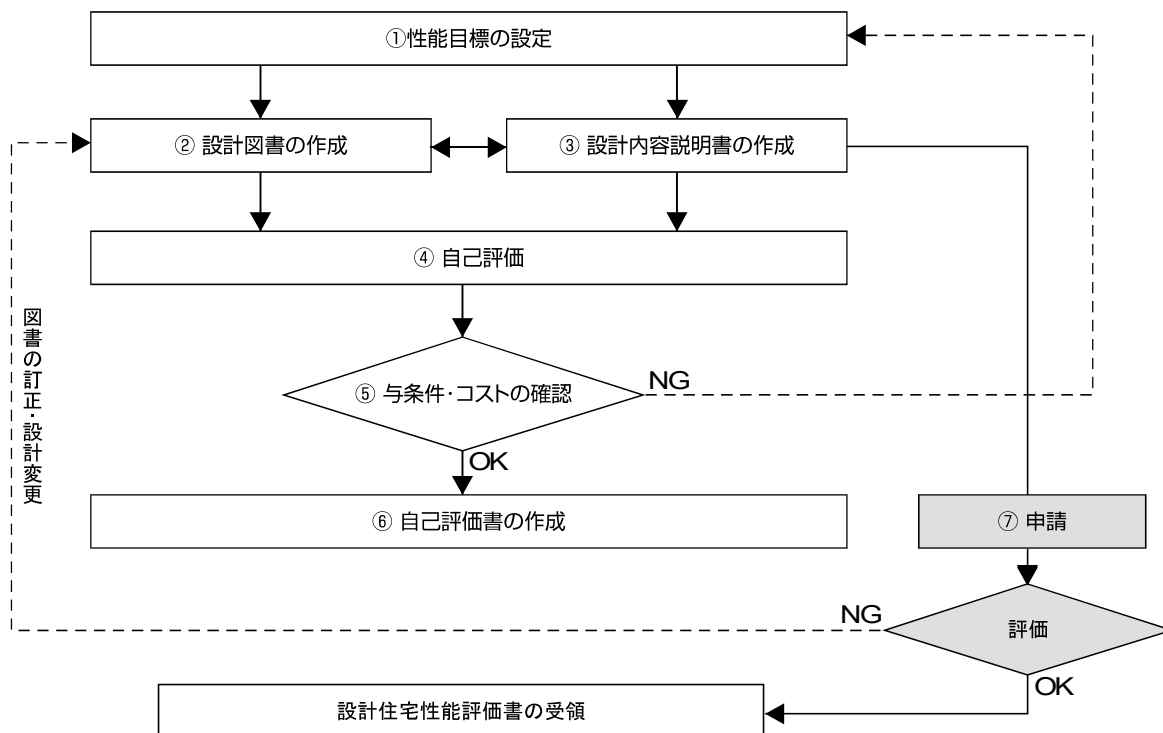 ①性能目標の設定
② 設計図書の作成
③ 設計内容説明書の作成
④ 自己評価
図書の訂正・設計変更
⑤ 与条件・コストの確認
NG
OK
⑥ 自己評価書の作成
⑦ 申請
NG
評価
OK
設計住宅性能評価書の受領